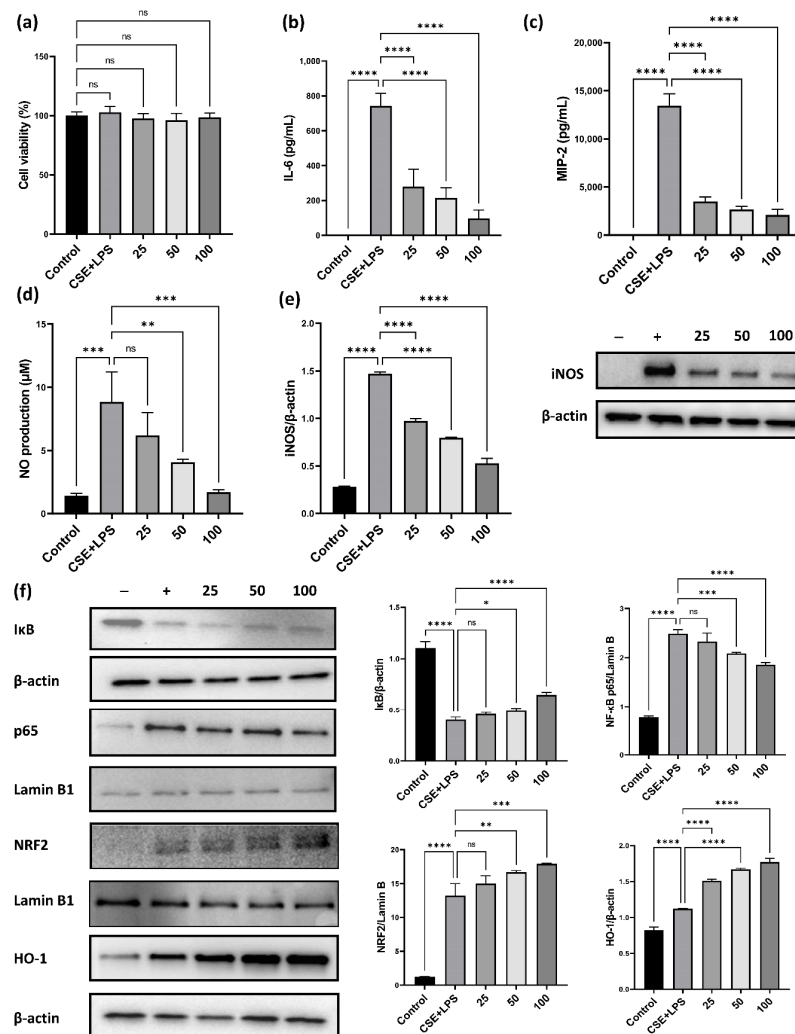 (a)
ns
ns
ns
ns
Cell viability (%)
150
100
50
0
Control
CSE+LPS
25
50
100
(b)
****
****
****
****
IL-6 (pg/mL)
1,000
800
600
400
200
0
Control
CSE+LPS
25
50
100
(c)
****
****
****
****
MIP-2 (pg/mL)
20,000
15,000
10,000
5,000
0
Control
CSE+LPS
25
50
100
(d)
***
**
***
ns
NO production (μM)
15
10
5
0
Control
CSE+LPS
25
50
100
(e)
****
****
****
****
iNOS/β-actin
2.0
1.5
1.0
0.5
0.0
Control
CSE+LPS
25
50
100
– + 25 50 100
iNOS
β-actin
(f)
– + 25 50 100
IκB
β-actin
p65
Lamin B1
NRF2
Lamin B1
HO-1
β-actin
****
*
****
ns
IκB/β-actin
1.5
1.0
0.5
0.0
Control
CSE+LPS
25
50
100
****
***
****
ns
NF-κB p65/Lamin B
3
2
1
0
Control
CSE+LPS
25
50
100
***
**
****
ns
NRF2/Lamin B
20
15
10
5
0
Control
CSE+LPS
25
50
100
****
****
****
****
HO-1/β-actin
2.0
1.5
1.0
0.5
0.0
Control
CSE+LPS
25
50
100